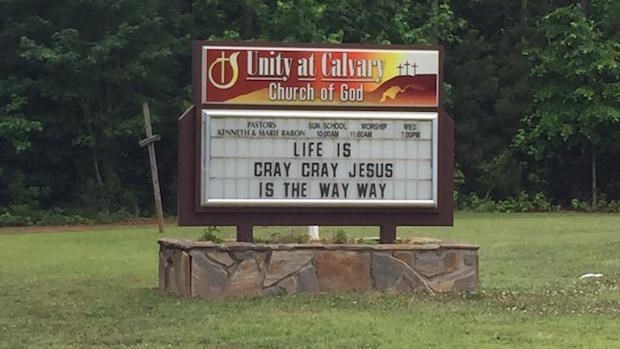 Unity at Calvary
Church of God
PASTORS SUN. SCHOOL WORSHIP WED.
KENNETH & MARIE RABON 10:00AM 11:00AM 7:00PM
LIFE IS
CRAY CRAY JESUS
IS THE WAY WAY